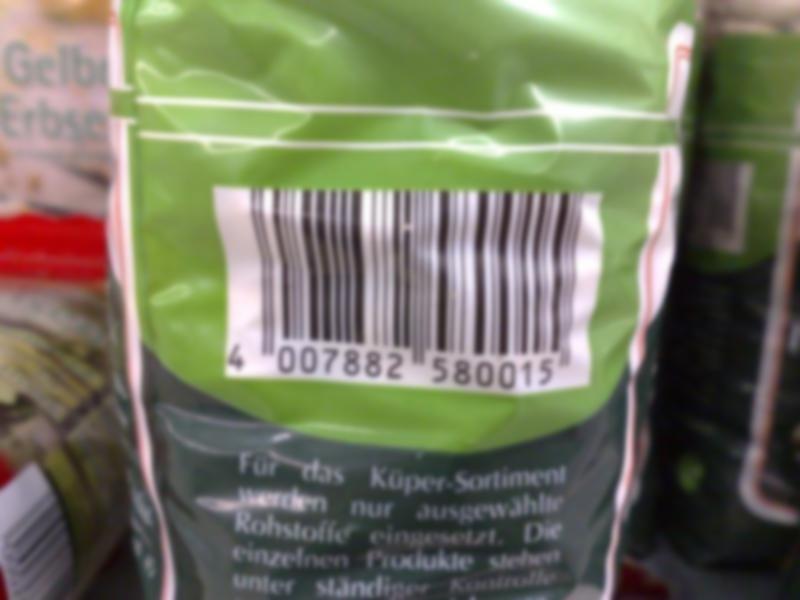 Gelbe
Erbse
4 007882 580015
Für das Küper-Sortiment
werden nur ausgewählte
Rohstoffe eingesetzt. Die
einzelnen Produkte stehen
unter ständiger Kontrolle